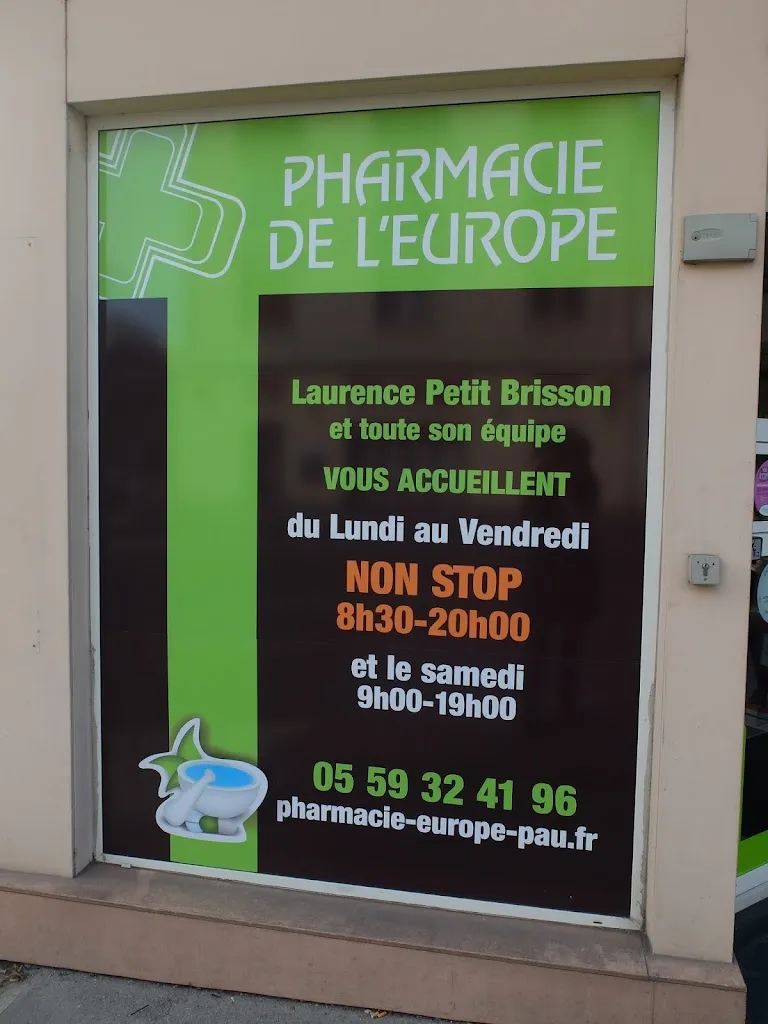 PHARMACIE
DE L'EUROPE
Laurence Petit Brisson
et toute son équipe
VOUS ACCUEILLENT
du Lundi au Vendredi
NON STOP
8h30-20h00
et le samedi
9h00-19h00
05 59 32 41 96
pharmacie-europe-pau.fr